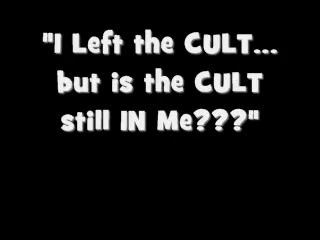 "I Left the CULT...
but is the CULT
still IN Me???"